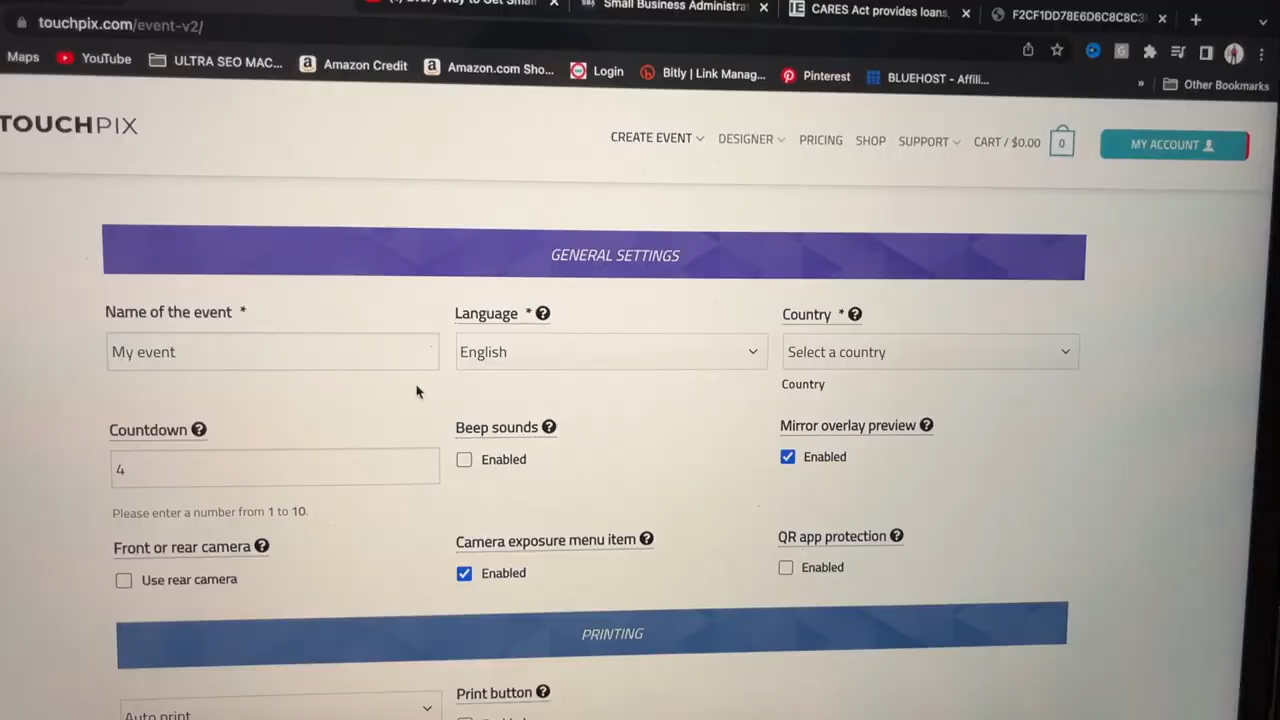 Small Business Administra
CARES Act provides loans,
F2CF1DD78E6D6C8C8C3
touchpix.com/event-v2/
Maps
YouTube
ULTRA SEO MAC...
Amazon Credit
Amazon.com Sho...
Login
Bitly | Link Manag...
Pinterest
BLUEHOST - Affili...
»
Other Bookmarks
TOUCHPIX
CREATE EVENT
DESIGNER
PRICING
SHOP
SUPPORT
CART / $0.00
0
MY ACCOUNT
GENERAL SETTINGS
Name of the event *
Language *
Country *
My event
English
Select a country
Country
Countdown
Beep sounds
Mirror overlay preview
4
Enabled
Enabled
Please enter a number from 1 to 10.
Front or rear camera
Camera exposure menu item
QR app protection
Use rear camera
Enabled
Enabled
PRINTING
Auto print
Print button